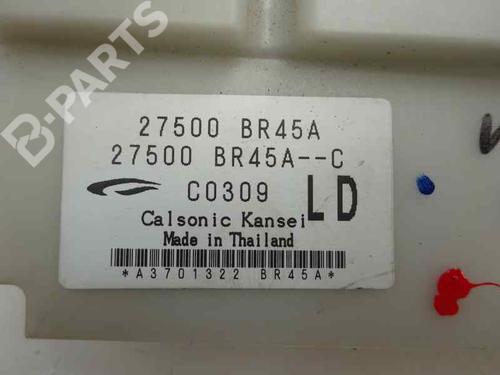 B-PARTS
27500 BR45A
27500 BR45A--C
C0309 LD
Calsonic Kansei
Made in Thailand
*A3701322 BR45A*